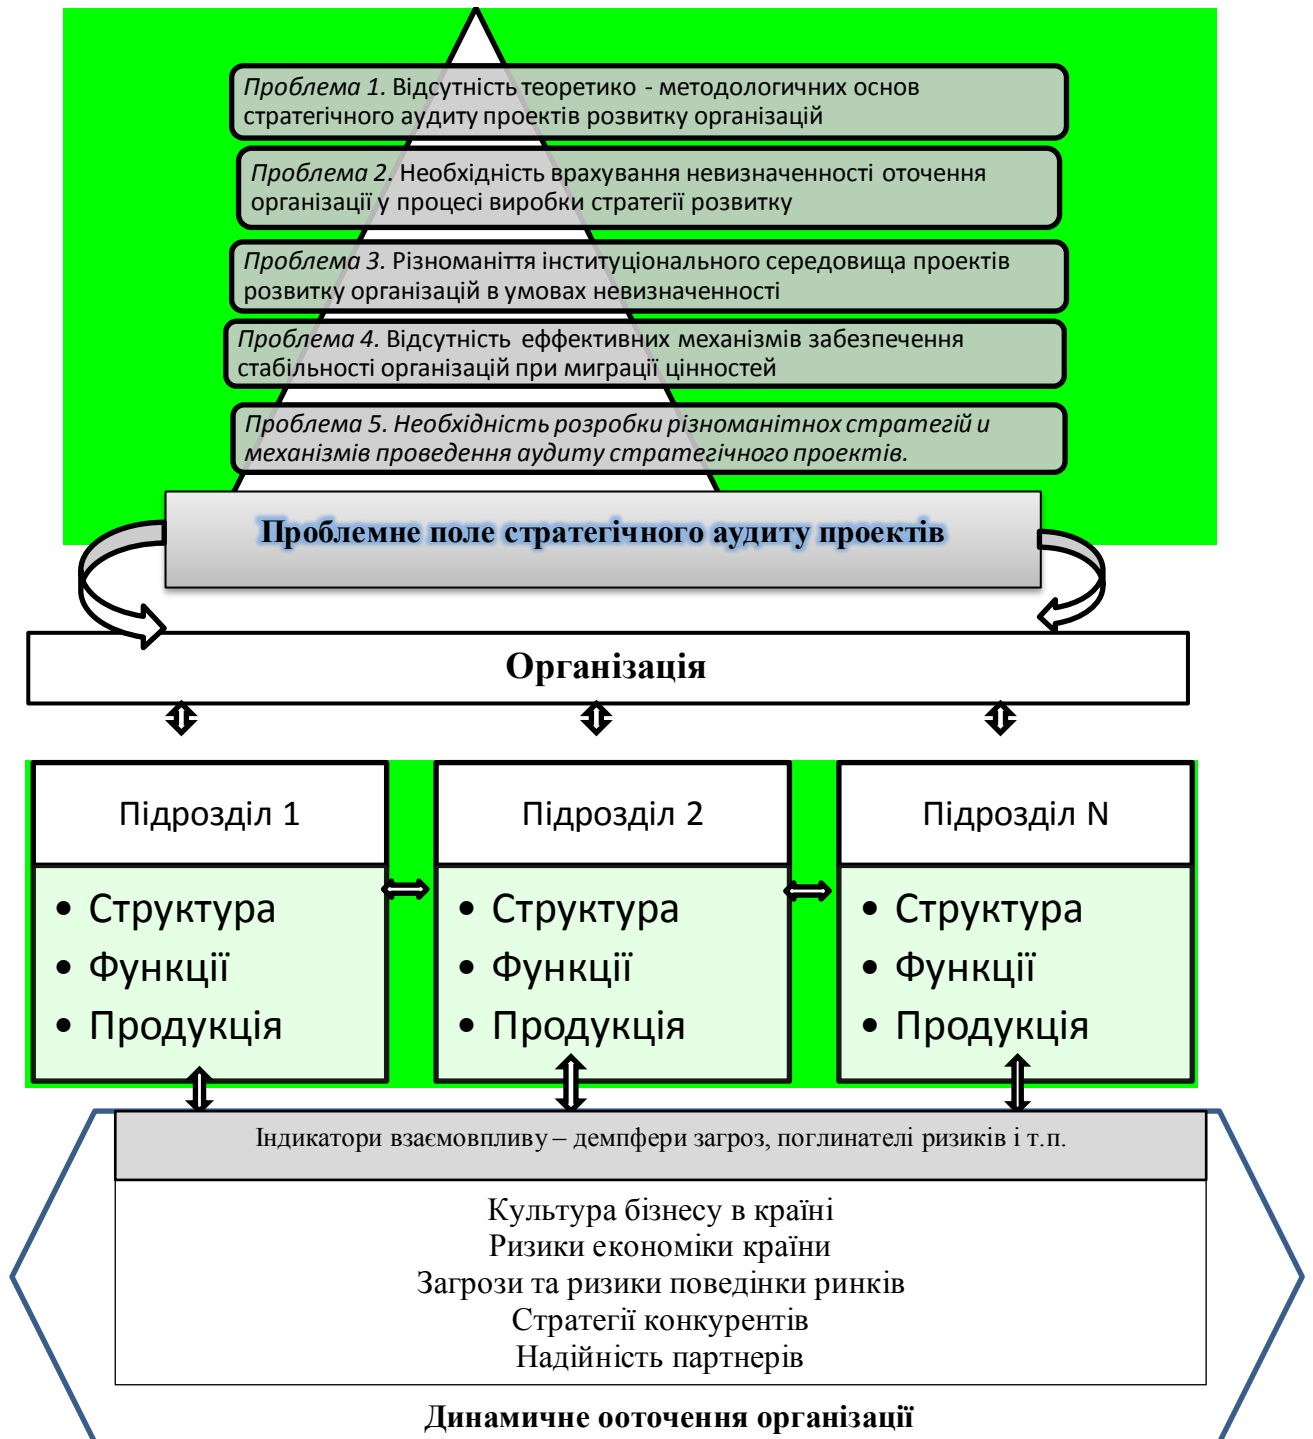 Проблема 1. Відсутність теоретико - методологичних основ
стратегічного аудиту проектів розвитку організацій
Проблема 2. Необхідність врахування невизначенності оточення
організації у процесі виробки стратегії розвитку
Проблема 3. Різноманіття інституціонального середовища проектів
розвитку організацій в умовах невизначенності
Проблема 4. Відсутність еффективних механізмів забезпечення
стабільності організацій при миграції цінностей
Проблема 5. Необхідність розробки різноманітнох стратегій и
механізмів проведення аудиту стратегічного проектів.
Проблемне поле стратегічного аудиту проектів
Організація
Підрозділ 1
• Структура
• Функції
• Продукція
Підрозділ 2
• Структура
• Функції
• Продукція
Підрозділ N
• Структура
• Функції
• Продукція
Індикатори взаємовпливу – демпфери загроз, поглинателі ризиків і т.п.
Культура бізнесу в країні
Ризики економіки країни
Загрози та ризики поведінки ринків
Стратегії конкурентів
Надійність партнерів
Динамичне ооточення організації